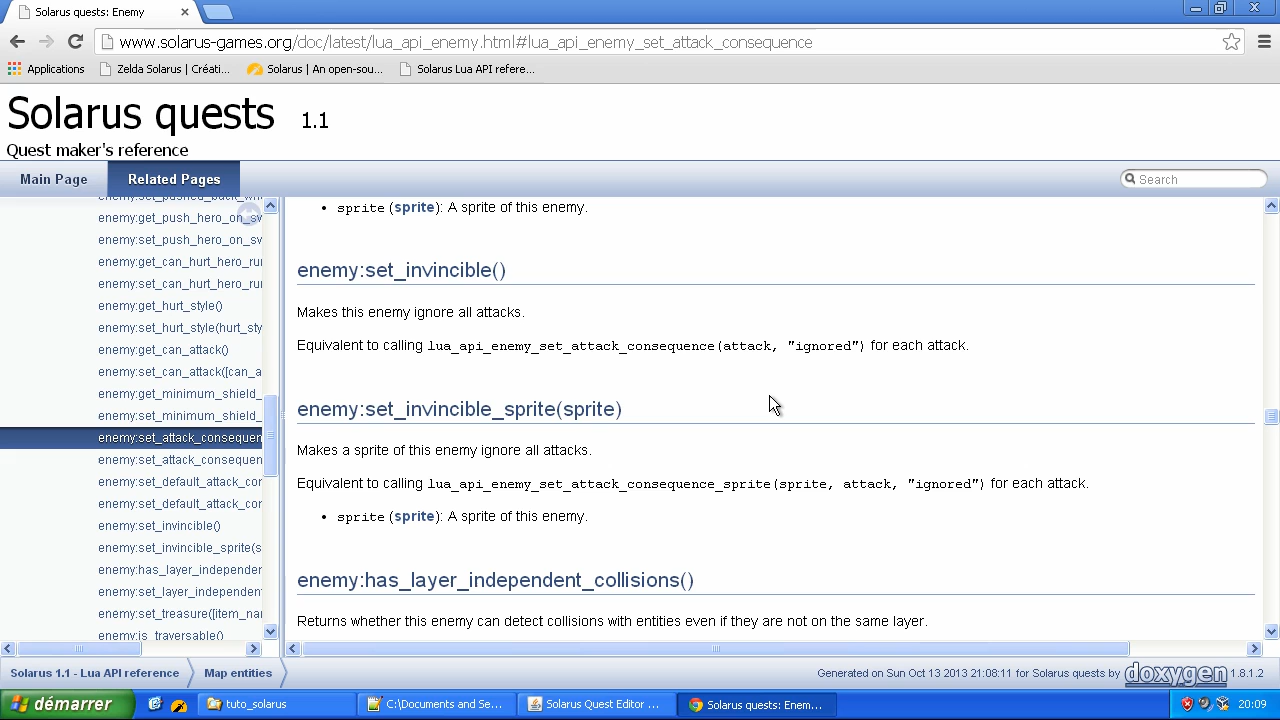 Solarus quests: Enemy
www.solarus-games.org/doc/latest/lua_api_enemy.html#lua_api_enemy_set_attack_consequence
Applications
Zelda Solarus | Créati...
Solarus | An open-sou...
Solarus Lua API refere...
Solarus quests 1.1
Quest maker's reference
Main Page
Related Pages
Search
enemy:get_push_hero_on_sv
enemy:set_push_hero_on_sv
enemy:get_can_hurt_hero_ru
enemy:set_can_hurt_hero_ru
enemy:get_hurt_style()
enemy:set_hurt_style(hurt_sty
enemy:get_can_attack()
enemy:set_can_attack([can_a
enemy:get_minimum_shield_
enemy:set_minimum_shield_
enemy:set_attack_consequen
enemy:set_attack_consequen
enemy:set_default_attack_cor
enemy:set_default_attack_cor
enemy:set_invincible()
enemy:set_invincible_sprite(s
enemy:has_layer_independer
enemy:set_layer_independent
enemy:set_treasure([item_na
enemy:is_traversable()
• sprite (sprite): A sprite of this enemy.
enemy:set_invincible()
Makes this enemy ignore all attacks.
Equivalent to calling lua_api_enemy_set_attack_consequence(attack, "ignored") for each attack.
enemy:set_invincible_sprite(sprite)
Makes a sprite of this enemy ignore all attacks.
Equivalent to calling lua_api_enemy_set_attack_consequence_sprite(sprite, attack, "ignored") for each attack.
• sprite (sprite): A sprite of this enemy.
enemy:has_layer_independent_collisions()
Returns whether this enemy can detect collisions with entities even if they are not on the same layer.
Solarus 1.1 - Lua API reference
Map entities
Generated on Sun Oct 13 2013 21:08:11 for Solarus quests by doxygen 1.8.1.2
démarrer
tuto_solarus
C:\Documents and Se...
Solarus Quest Editor ...
Solarus quests: Enem...
20:09